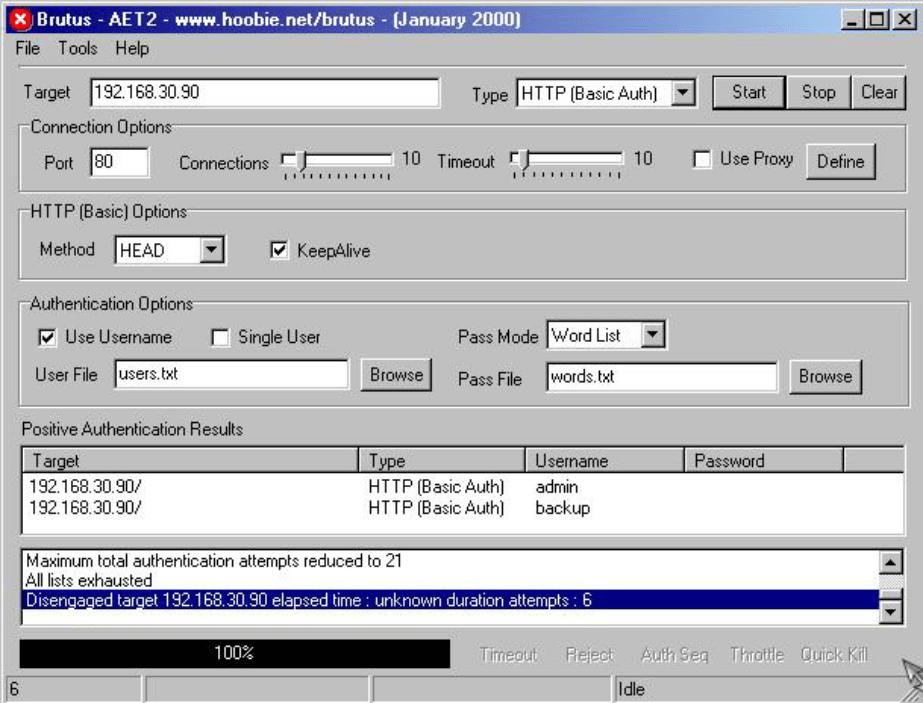 Brutus - AET2 - www.hoobie.net/brutus - (January 2000)
File Tools Help
Target 192.168.30.90 Type HTTP (Basic Auth) Start Stop Clear
Connection Options
Port 80 Connections 10 Timeout 10 Use Proxy Define
HTTP (Basic) Options
Method HEAD KeepAlive
Authentication Options
Use Username Single User Pass Mode Word List
User File users.txt Browse Pass File words.txt Browse
Positive Authentication Results
Target Type Username Password
192.168.30.90/ HTTP (Basic Auth) admin
192.168.30.90/ HTTP (Basic Auth) backup
Maximum total authentication attempts reduced to 21
All lists exhausted
Disengaged target 192.168.30.90 elapsed time : unknown duration attempts : 6
100% Timeout Reject Auth Seq Throttle Quick Kill
6 Idle